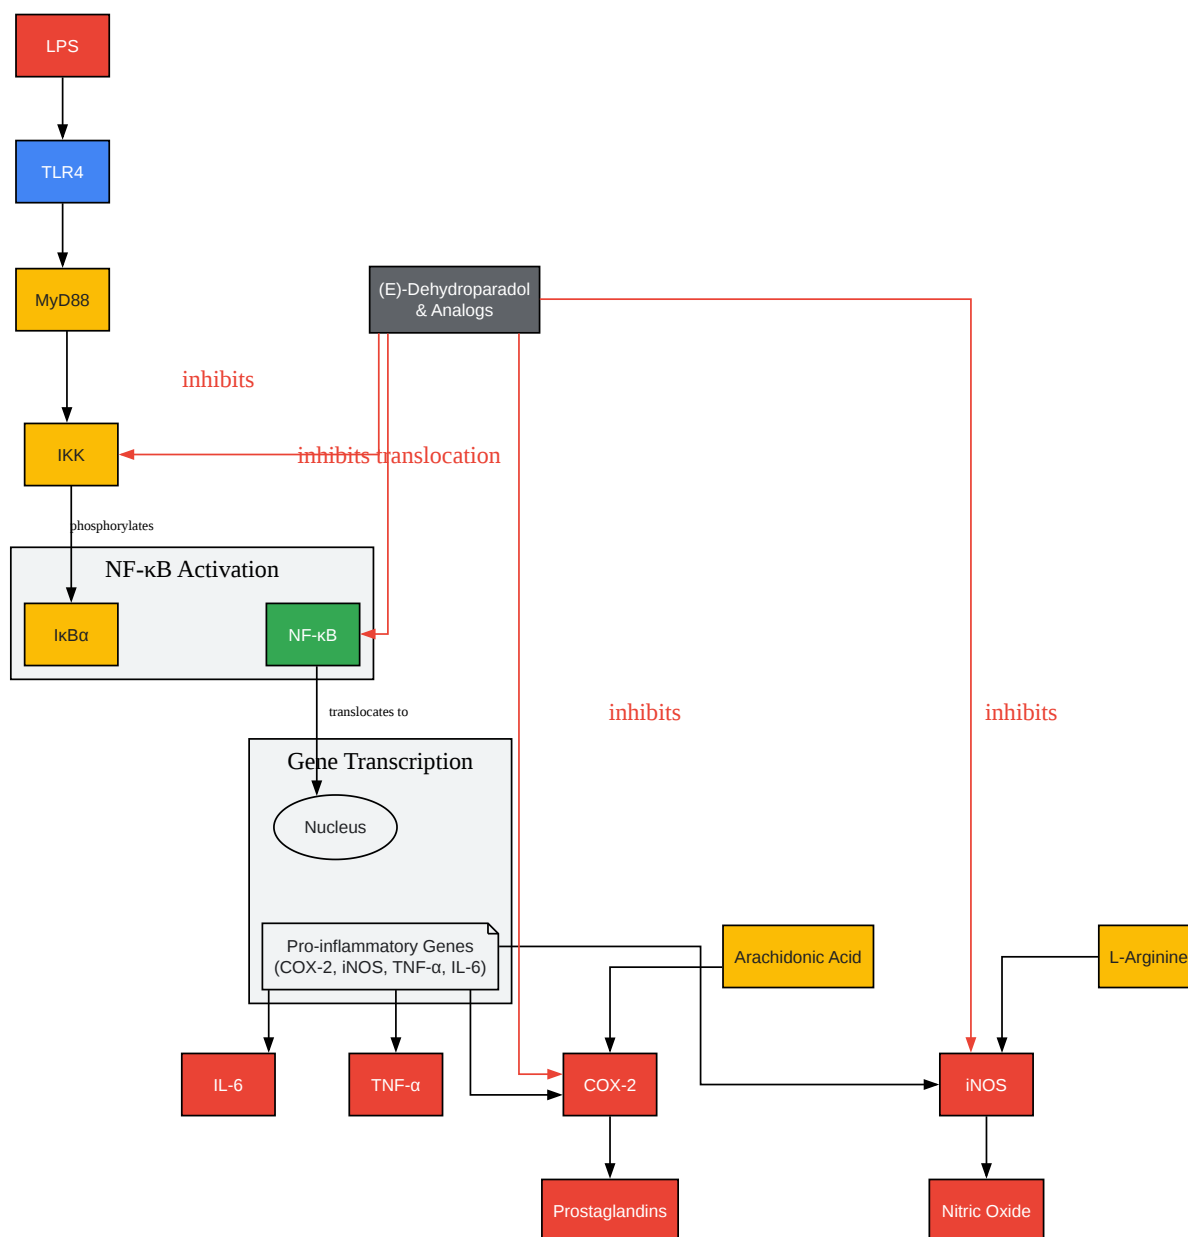 LPS
TLR4
MyD88
(E)-Dehydroparadol
& Analogs
inhibits
IKK
inhibits translocation
phosphorylates
NF-κB Activation
IκBα
NF-κB
translocates to
inhibits
inhibits
Gene Transcription
Nucleus
Pro-inflammatory Genes
(COX-2, iNOS, TNF-α, IL-6)
Arachidonic Acid
L-Arginine
IL-6
TNF-α
COX-2
iNOS
Prostaglandins
Nitric Oxide